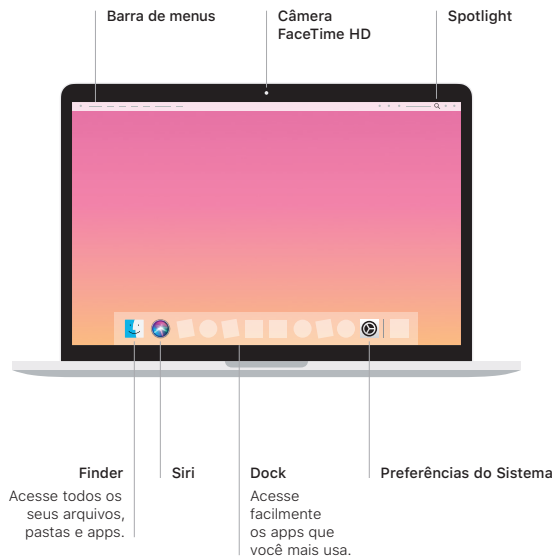 Barra de menus
Câmera
FaceTime HD
Spotlight
Finder
Acesse todos os
seus arquivos,
pastas e apps.
Siri
Dock
Acesse
facilmente
os apps que
você mais usa.
Preferências do Sistema